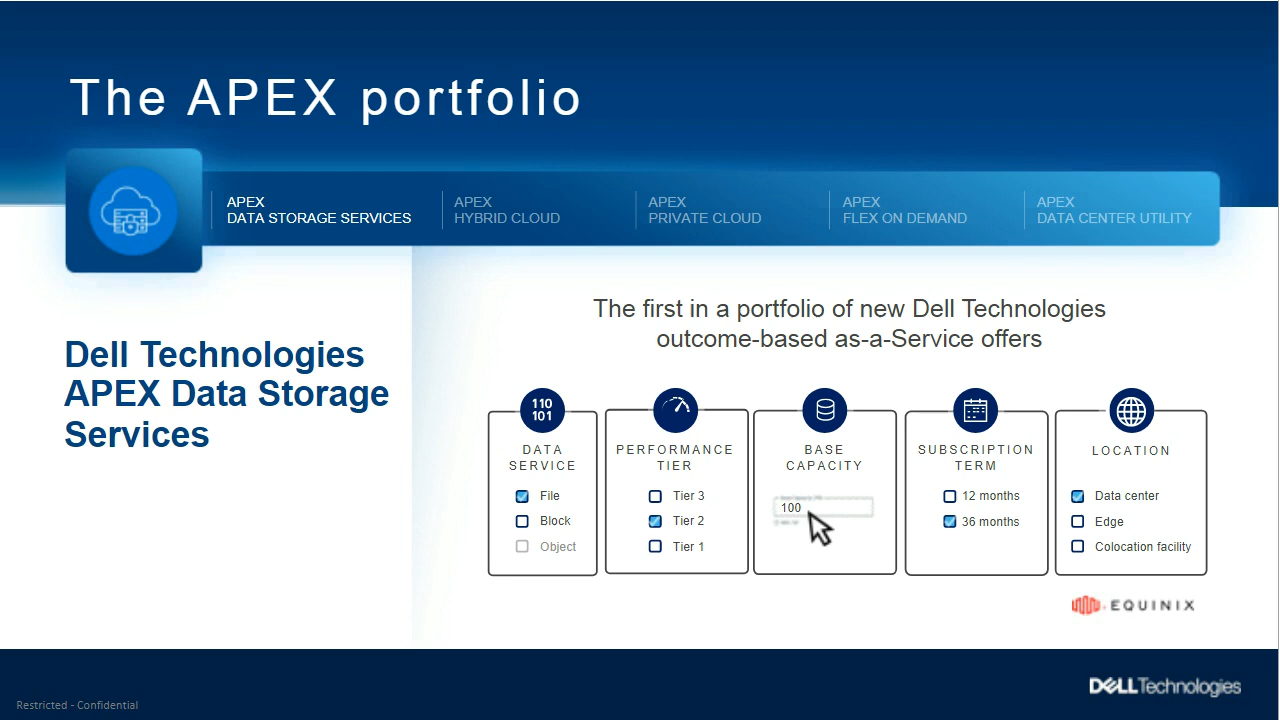 The APEX portfolio
APEX
DATA STORAGE SERVICES
APEX
HYBRID CLOUD
APEX
PRIVATE CLOUD
APEX
FLEX ON DEMAND
APEX
DATA CENTER UTILITY
Dell Technologies
APEX Data Storage
Services
The first in a portfolio of new Dell Technologies
outcome-based as-a-Service offers
110
101
DATA
SERVICE
File
Block
Object
PERFORMANCE
TIER
Tier 3
Tier 2
Tier 1
BASE
CAPACITY
100
SUBSCRIPTION
TERM
12 months
36 months
LOCATION
Data center
Edge
Colocation facility
EQUINIX
Restricted - Confidential
DELL Technologies